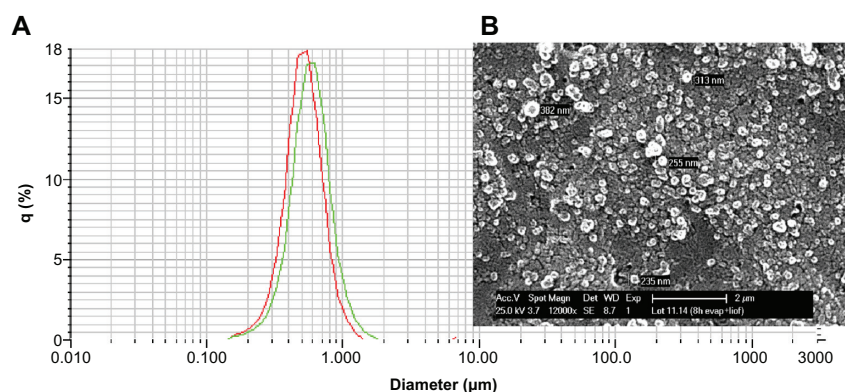 A
B
18
15
10
5
0
q (%)
0.010 0.100 1.000 10.00 100.0 1000 3000
Diameter (µm)
313 nm
382 nm
255 nm
235 nm
Acc.V Spot Magn Det WD Exp 2 µm
25.0 kV 3.7 12000x SE 8.7 1 Lot 11.14 (8h evap+liof)